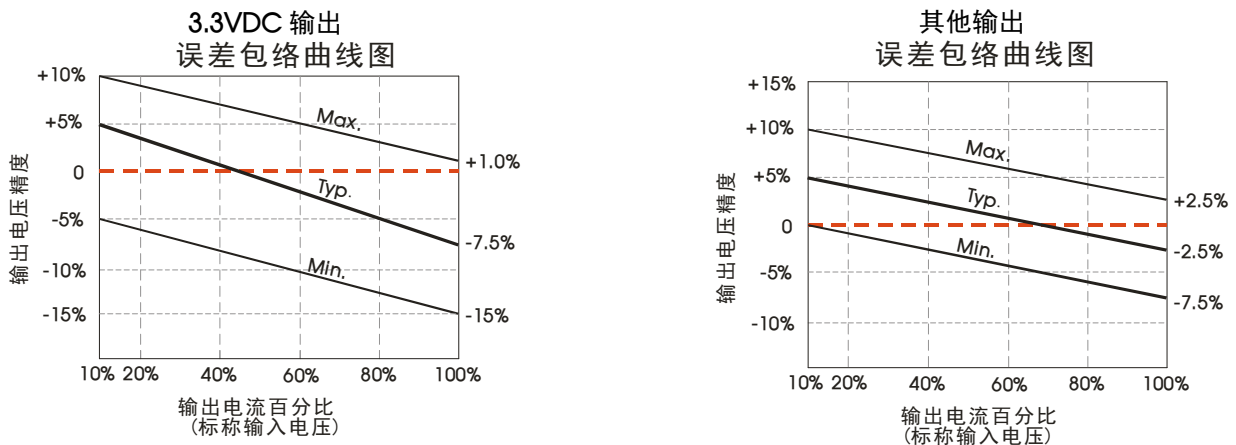 3.3VDC 输出
误差包络曲线图
+10%
+5%
0
-5%
-10%
-15%
输出电压精度
Max.
Typ.
Min.
+1.0%
-7.5%
-15%
10% 20% 40% 60% 80% 100%
输出电流百分比
(标称输入电压)
其他输出
误差包络曲线图
+15%
+10%
+5%
0
-5%
-10%
输出电压精度
Max.
Typ.
Min.
+2.5%
-2.5%
-7.5%
10% 20% 40% 60% 80% 100%
输出电流百分比
(标称输入电压)